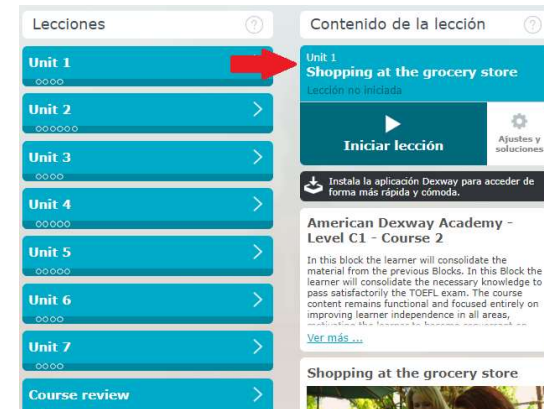 Lecciones
Unit 1
Unit 2
Unit 3
Unit 4
Unit 5
Unit 6
Unit 7
Course review
Contenido de la lección
Unit 1
Shopping at the grocery store
Lección no iniciada
Iniciar lección
Ajustes y
soluciones
Instala la aplicación Dexway para acceder de
forma más rápida y cómoda.
American Dexway Academy -
Level C1 - Course 2
In this block the learner will consolidate the
material from the previous Blocks. In this Block the
learner will consolidate the necessary knowledge to
pass satisfactorily the TOEFL exam. The course
content remains functional and focused entirely on
improving learner independence in all areas,
Ver más ...
Shopping at the grocery store